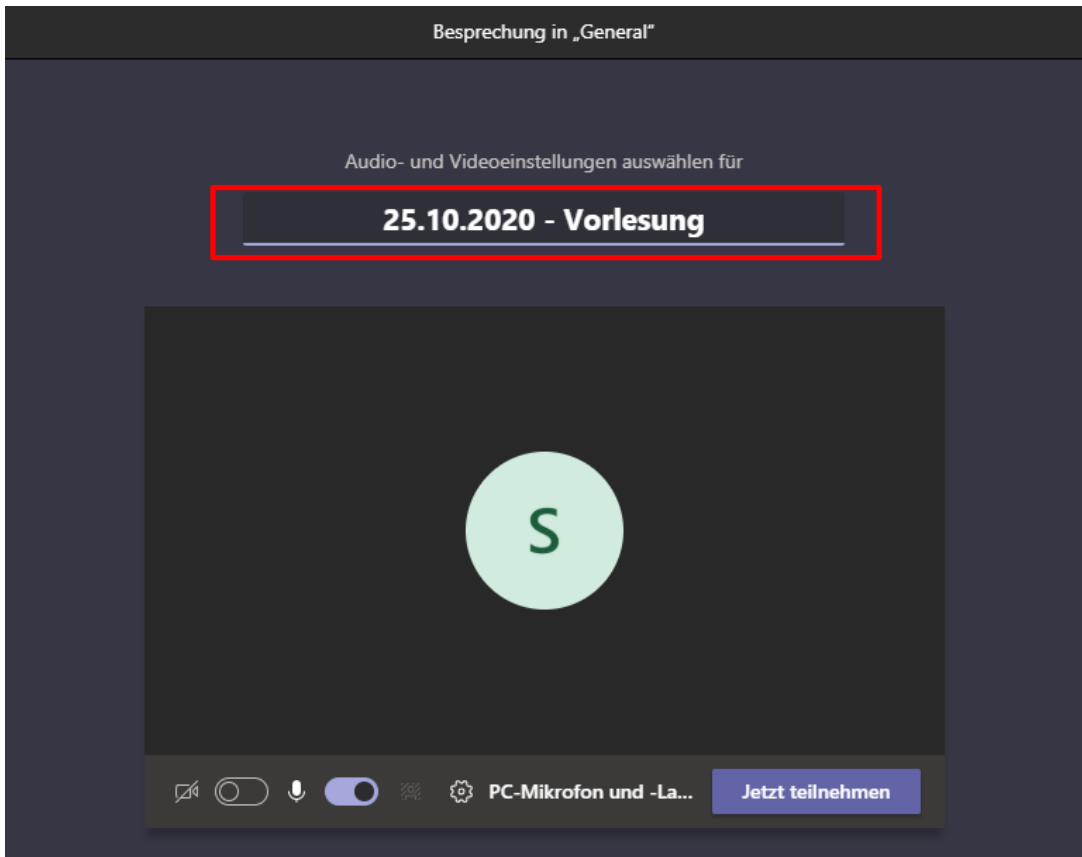 Besprechung in „General“
Audio- und Videoeinstellungen auswählen für
25.10.2020 - Vorlesung
S
PC-Mikrofon und -La... Jetzt teilnehmen